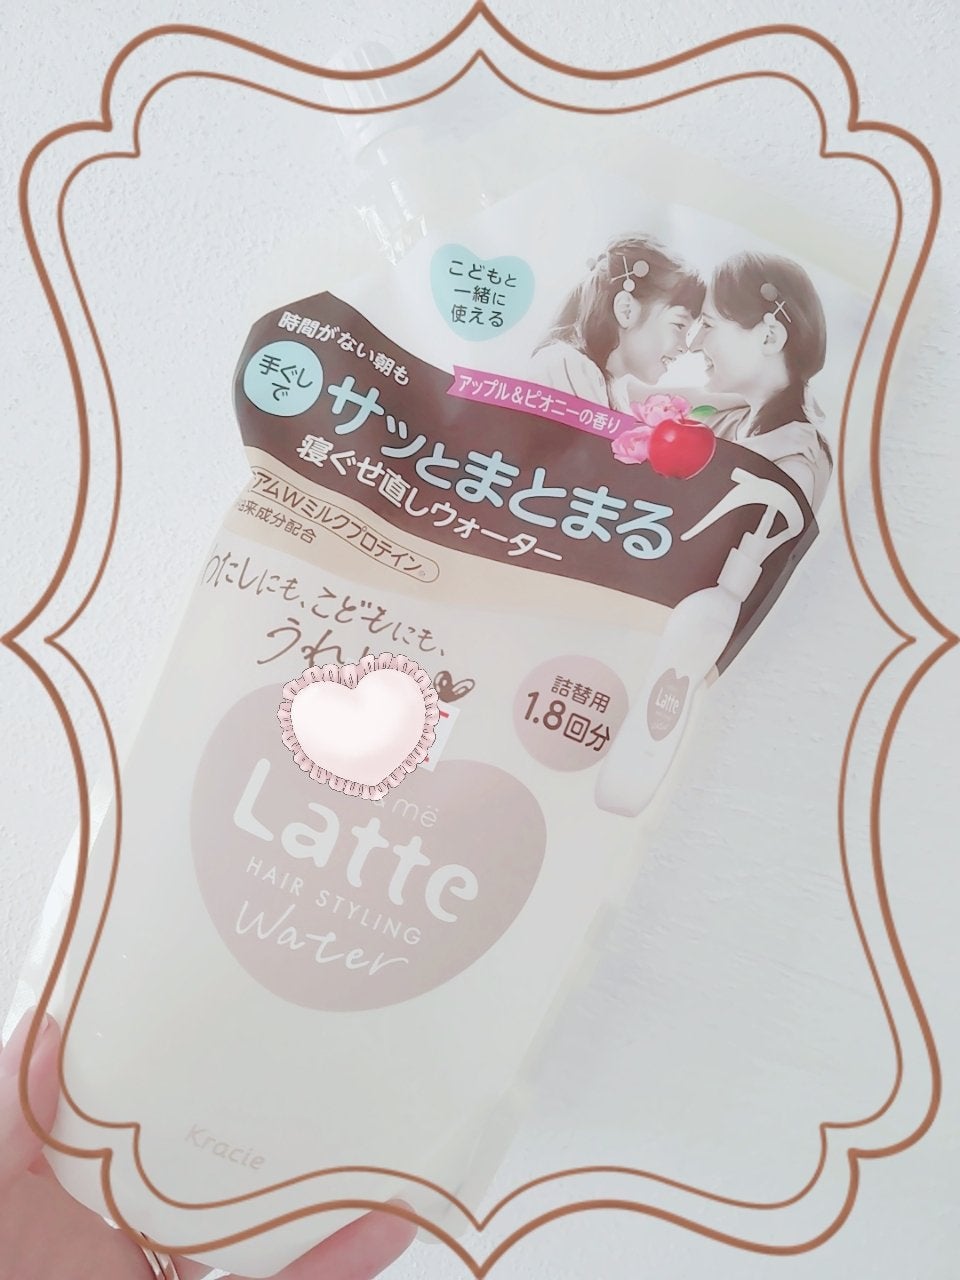 こどもと
一緒に
使える
時間がない朝も
手ぐし
で
サッとまとまる
アップル&ピオニーの香り
寝ぐせ直しウォーター
アムWミルクプロテイン
来成分配合
わたしにも、こどもにも、
うれ
詰替用
1.8回分
Latte
&më
Latte
HAIR STYLING
Water
Kracie